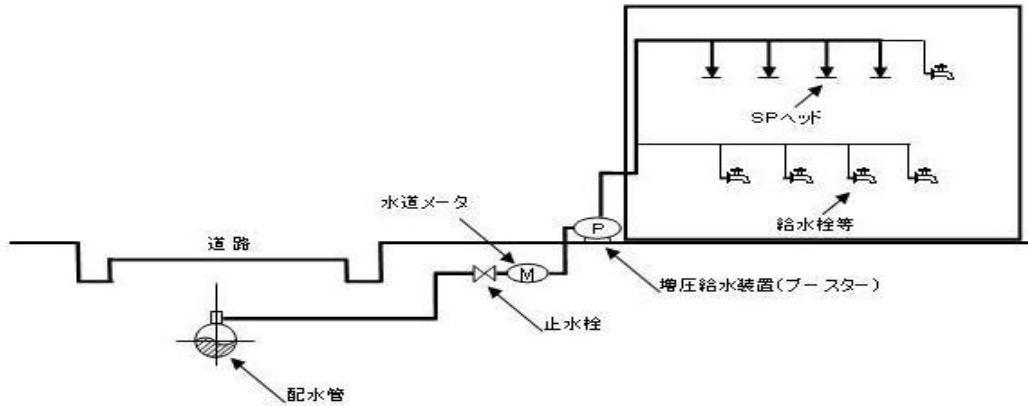 SPヘッド
給水栓等
水道メータ
P
道路
M
増圧給水装置(ブースター)
止水栓
配水管